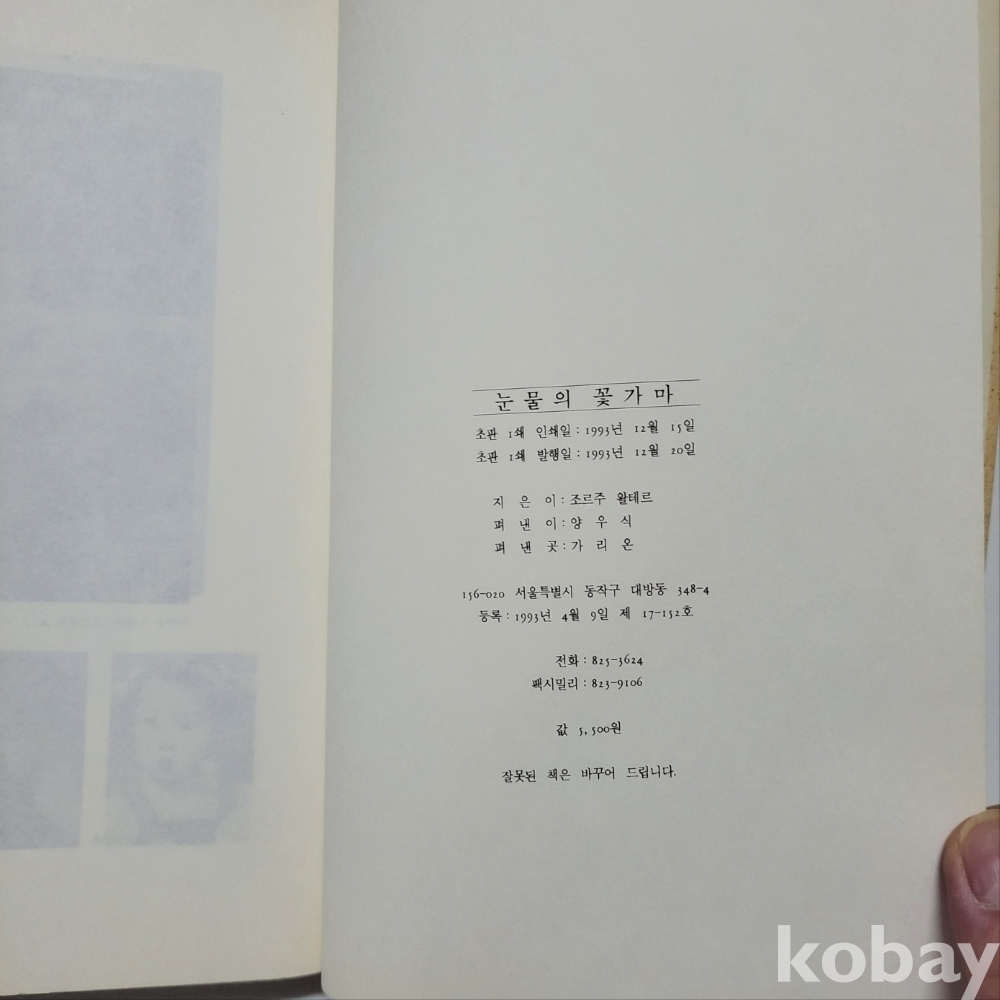 눈물의 꽃가마
초판 1쇄 인쇄일 : 1993년 12월 15일
초판 1쇄 발행일 : 1993년 12월 20일
지 은 이 : 조르주 왈테르
펴 낸 이 : 양 우 식
펴 낸 곳 : 가 리 온
156-020 서울특별시 동작구 대방동 348-4
등록 : 1993년 4월 9일 제 17-152호
전화 : 825-3624
팩시밀리 : 823-9106
값 5,500원
잘못된 책은 바꾸어 드립니다.
kobay